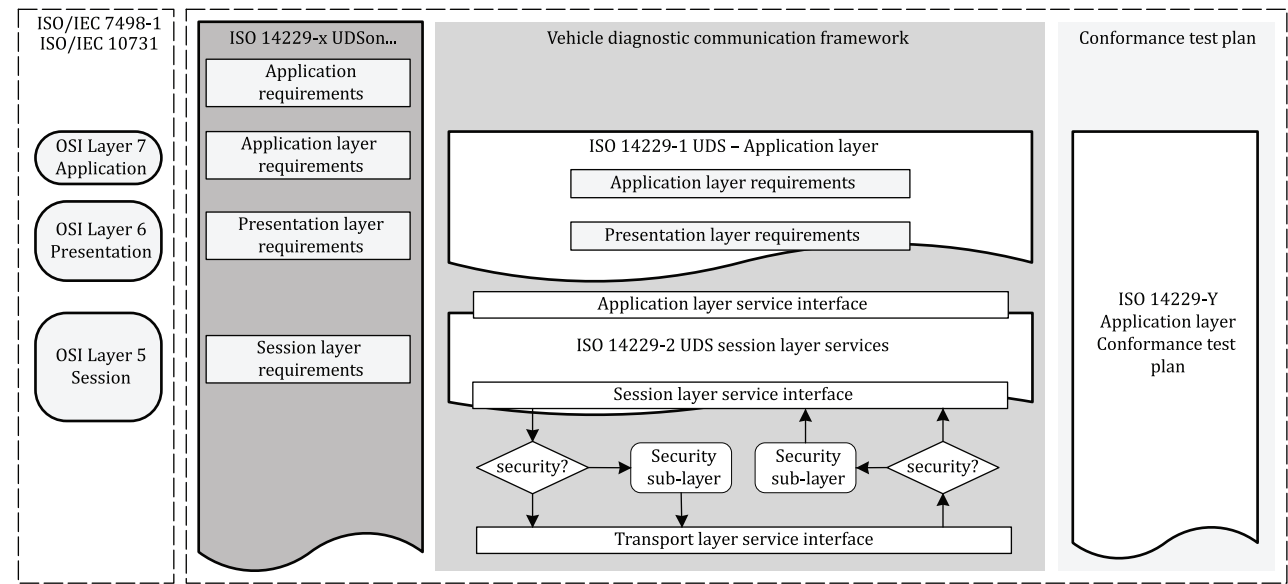 ISO/IEC 7498-1
ISO/IEC 10731
OSI Layer 7
Application
OSI Layer 6
Presentation
OSI Layer 5
Session
ISO 14229-x UDSon...
Application
requirements
Application layer
requirements
Presentation layer
requirements
Session layer
requirements
Vehicle diagnostic communication framework
ISO 14229-1 UDS – Application layer
Application layer requirements
Presentation layer requirements
Application layer service interface
ISO 14229-2 UDS session layer services
Session layer service interface
security?
Security
sub-layer
Security
sub-layer
security?
Transport layer service interface
Conformance test plan
ISO 14229-Y
Application layer
Conformance test
plan